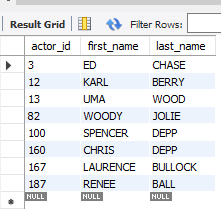 Result Grid Filter Rows:
actor_id first_name last_name
3 ED CHASE
12 KARL BERRY
13 UMA WOOD
82 WOODY JOLIE
100 SPENCER DEPP
160 CHRIS DEPP
167 LAURENCE BULLOCK
187 RENEE BALL
NULL NULL NULL